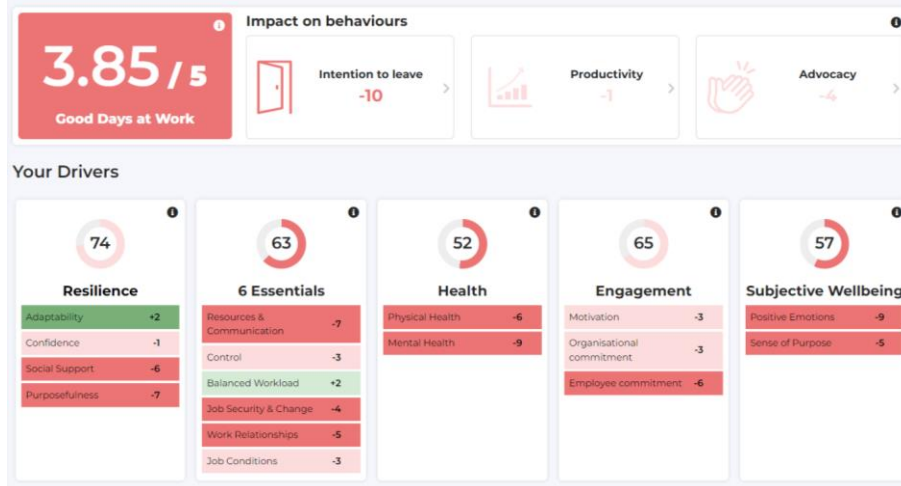 Impact on behaviours
3.85 / 5
Good Days at Work
Intention to leave
-10
Productivity
-1
Advocacy
-4
Your Drivers
74
Resilience
Adaptability +2
Confidence -1
Social Support -6
Purposefulness -7
63
6 Essentials
Resources &
Communication -7
Control -3
Balanced Workload +2
Job Security & Change -4
Work Relationships -5
Job Conditions -3
52
Health
Physical Health -6
Mental Health -9
65
Engagement
Motivation -3
Organisational
commitment -3
Employee commitment -6
57
Subjective Wellbeing
Positive Emotions -9
Sense of Purpose -5